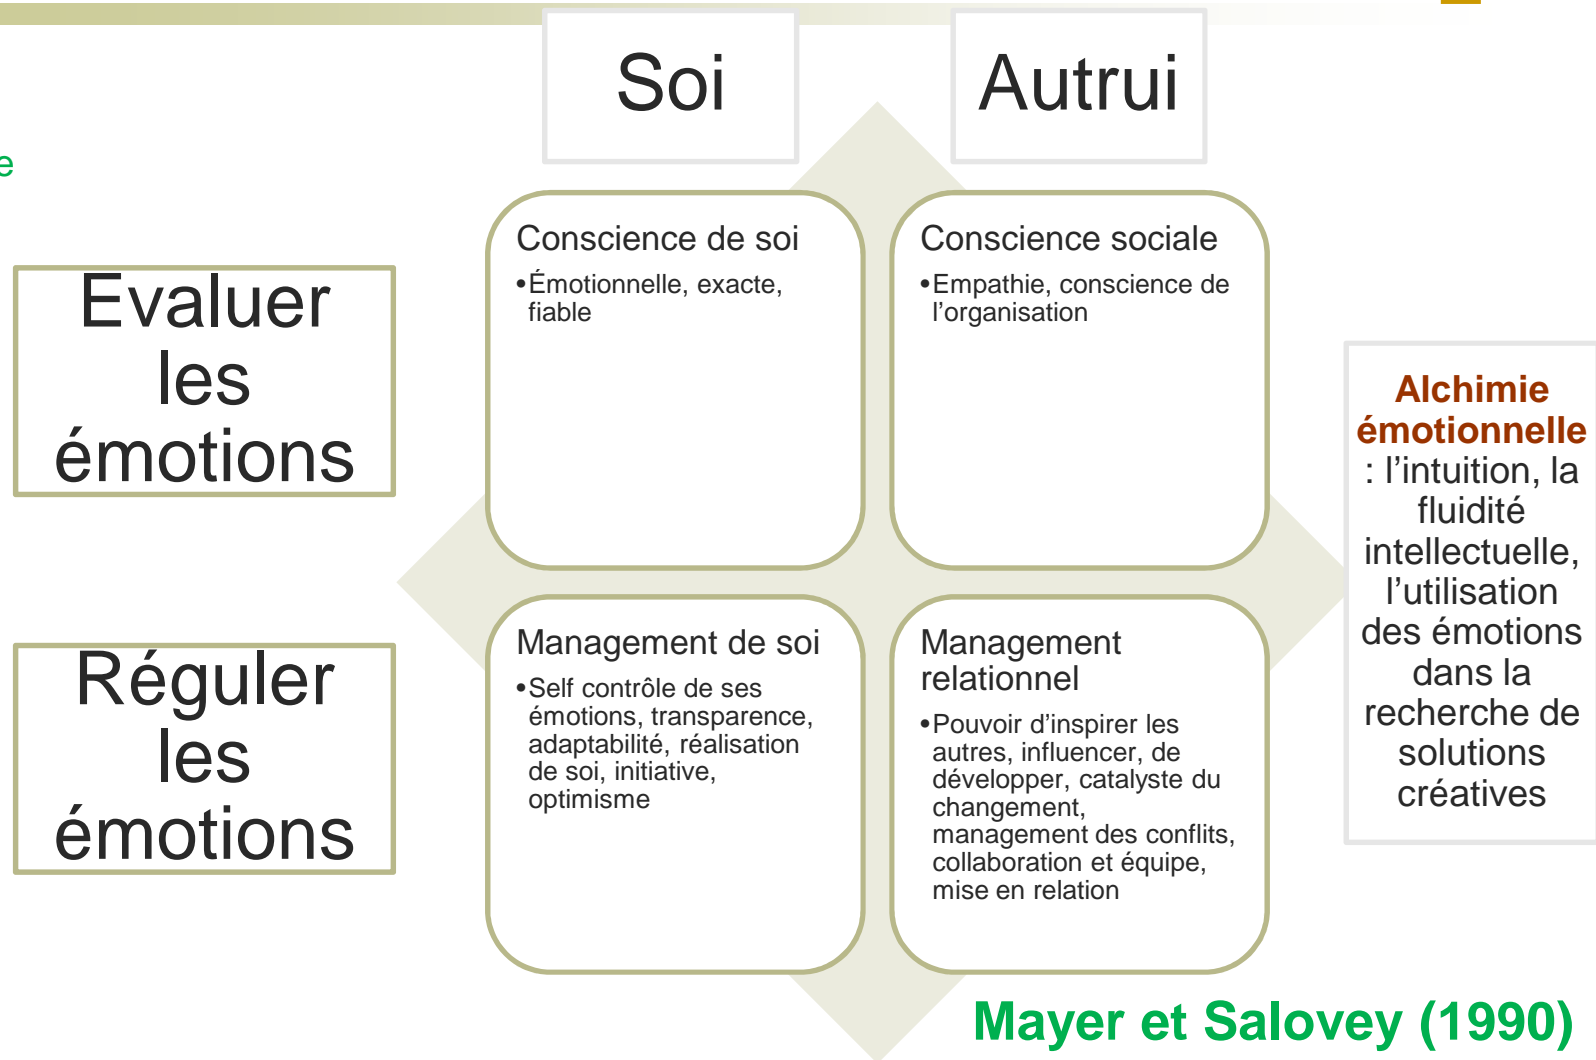 Soi
Autrui
e
Evaluer
les
émotions
Conscience de soi
•Émotionnelle, exacte,
fiable
Conscience sociale
•Empathie, conscience de
l’organisation
Réguler
les
émotions
Management de soi
•Self contrôle de ses
émotions, transparence,
adaptabilité, réalisation
de soi, initiative,
optimisme
Management
relationnel
•Pouvoir d’inspirer les
autres, influencer, de
développer, catalyste du
changement,
management des conflits,
collaboration et équipe,
mise en relation
Alchimie
émotionnelle
: l’intuition, la
fluidité
intellectuelle,
l’utilisation
des émotions
dans la
recherche de
solutions
créatives
Mayer et Salovey (1990)